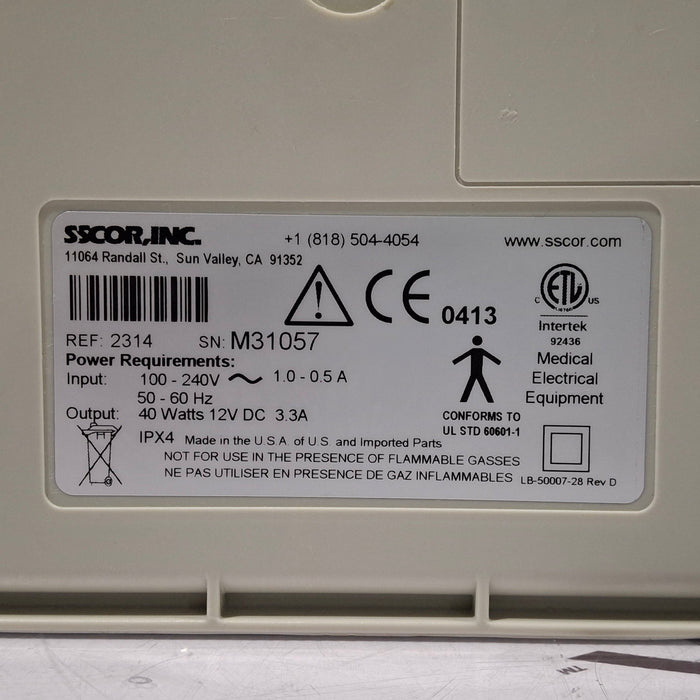 SSCOR,INC. +1 (818) 504-4054 www.sscor.com
11064 Randall St., Sun Valley, CA 91352
CE 0413
ETL
C US
Intertek
92436
Medical
Electrical
Equipment
REF: 2314 SN: M31057
Power Requirements:
Input: 100 - 240V ~ 1.0 - 0.5 A
50 - 60 Hz
Output: 40 Watts 12V DC 3.3A
CONFORMS TO
UL STD 60601-1
IPX4 Made in the U.S.A. of U.S. and Imported Parts
NOT FOR USE IN THE PRESENCE OF FLAMMABLE GASSES
NE PAS UTILISER EN PRESENCE DE GAZ INFLAMMABLES LB-50007-28 Rev D
TM